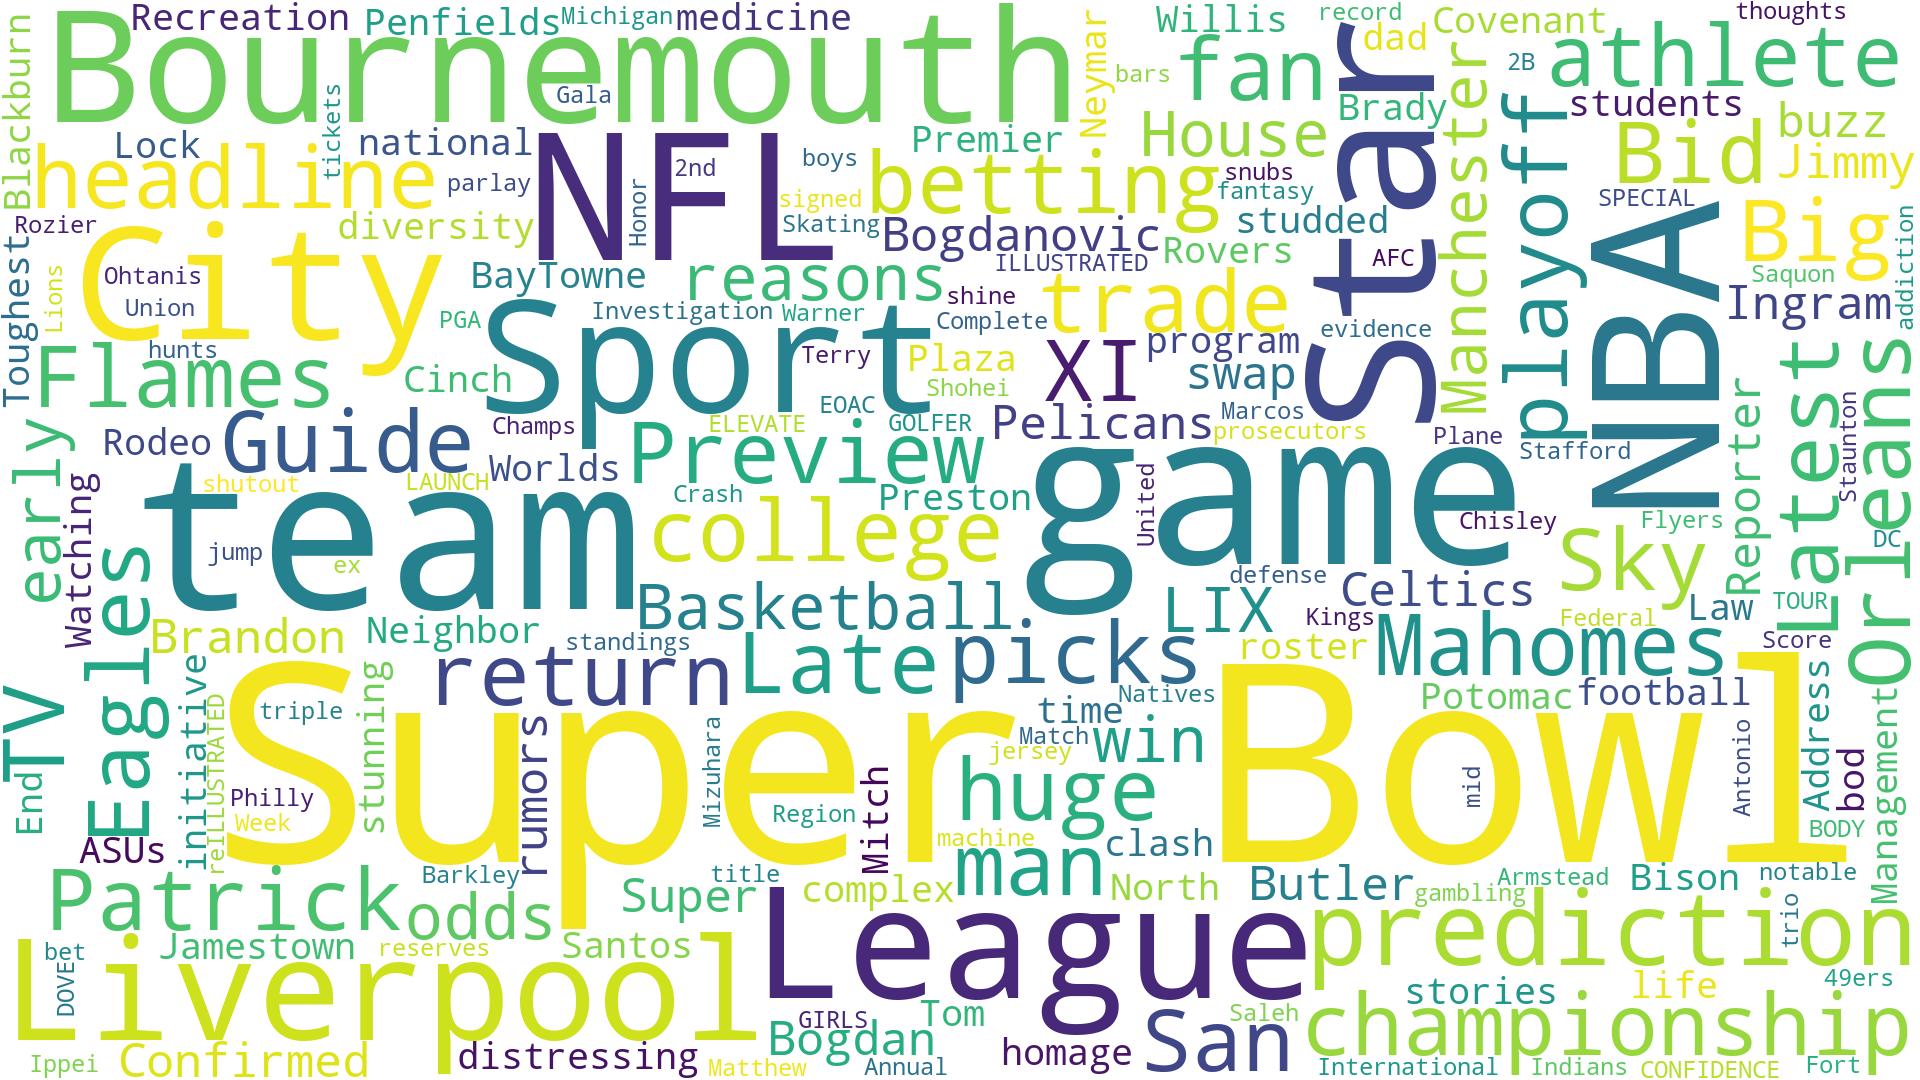 Recreation
Penfields
Michigan
medicine
Willis
record
Covenant
thoughts
Blackburn
Bournemouth
Gala
Neymar
bars
fan
dad
Star
Manchester
2B
athlete
tickets
Brady
students
Lock
national
NFL
2nd
boys
Premier
House
playoff
Bid
buzz
headline
parlay
Honor
signed
betting
snubs
fantasy
SPECIAL
Jimmy
Rozier
diversity
Skating
Bogdanovic
studded
NBA
Big
addiction
Toughest
Lions
City
Ohtanis
Union
BayTowne
reasons
ILLUSTRATED
Rovers
AFC
Saquon
shine
trade
Ingram
PGA
Sport
Investigation
Warner
Complete
evidence
Flames
hunts
Cinch
Terry
Plaza
Shohei
XI
program
swap
Latest
Orleans
early
Rodeo
Guide
Champs
ELEVATE
EOAC
GOLFER
Pelicans
Marcos
prosecutors
Plane
Stafford
Reporter
Staunton
Watching
shutout
team
LAUNCH
Worlds
Preview
Crash
Preston
United
game
Chisley
Flyers
DC
Eagles
jump
ex
college
Sky
defense
Celtics
Basketball
LIX
Kings
Federal
Law
TOUR
Brandon
Neighbor
standings
return
Late
picks
roster
Mahomes
Score
TV
initiative
reILLUSTRATED
triple
stunning
Super
rumors
Mizuhara
time
Natives
Potomac
football
Address
Management
Match
jersey
win
Bowl
mid
Antonio
bod
End
Philly
Week
Region
Mitch
huge
machine
man
clash
BODY
ASUs
Patrick
Barkley
title
Super
complex
North
Butler
gambling
Armstead
Bison
notable
trio
odds
League
prediction
Liverpool
bet
DOVE
Jamestown
reserves
Santos
stories
life
49ers
GIRLS
Tom
Saleh
championship
Ippei
Confirmed
distressing
Matthew
Bogdan
Annual
homage
San
International
Indians
CONFIDENCE
Fort